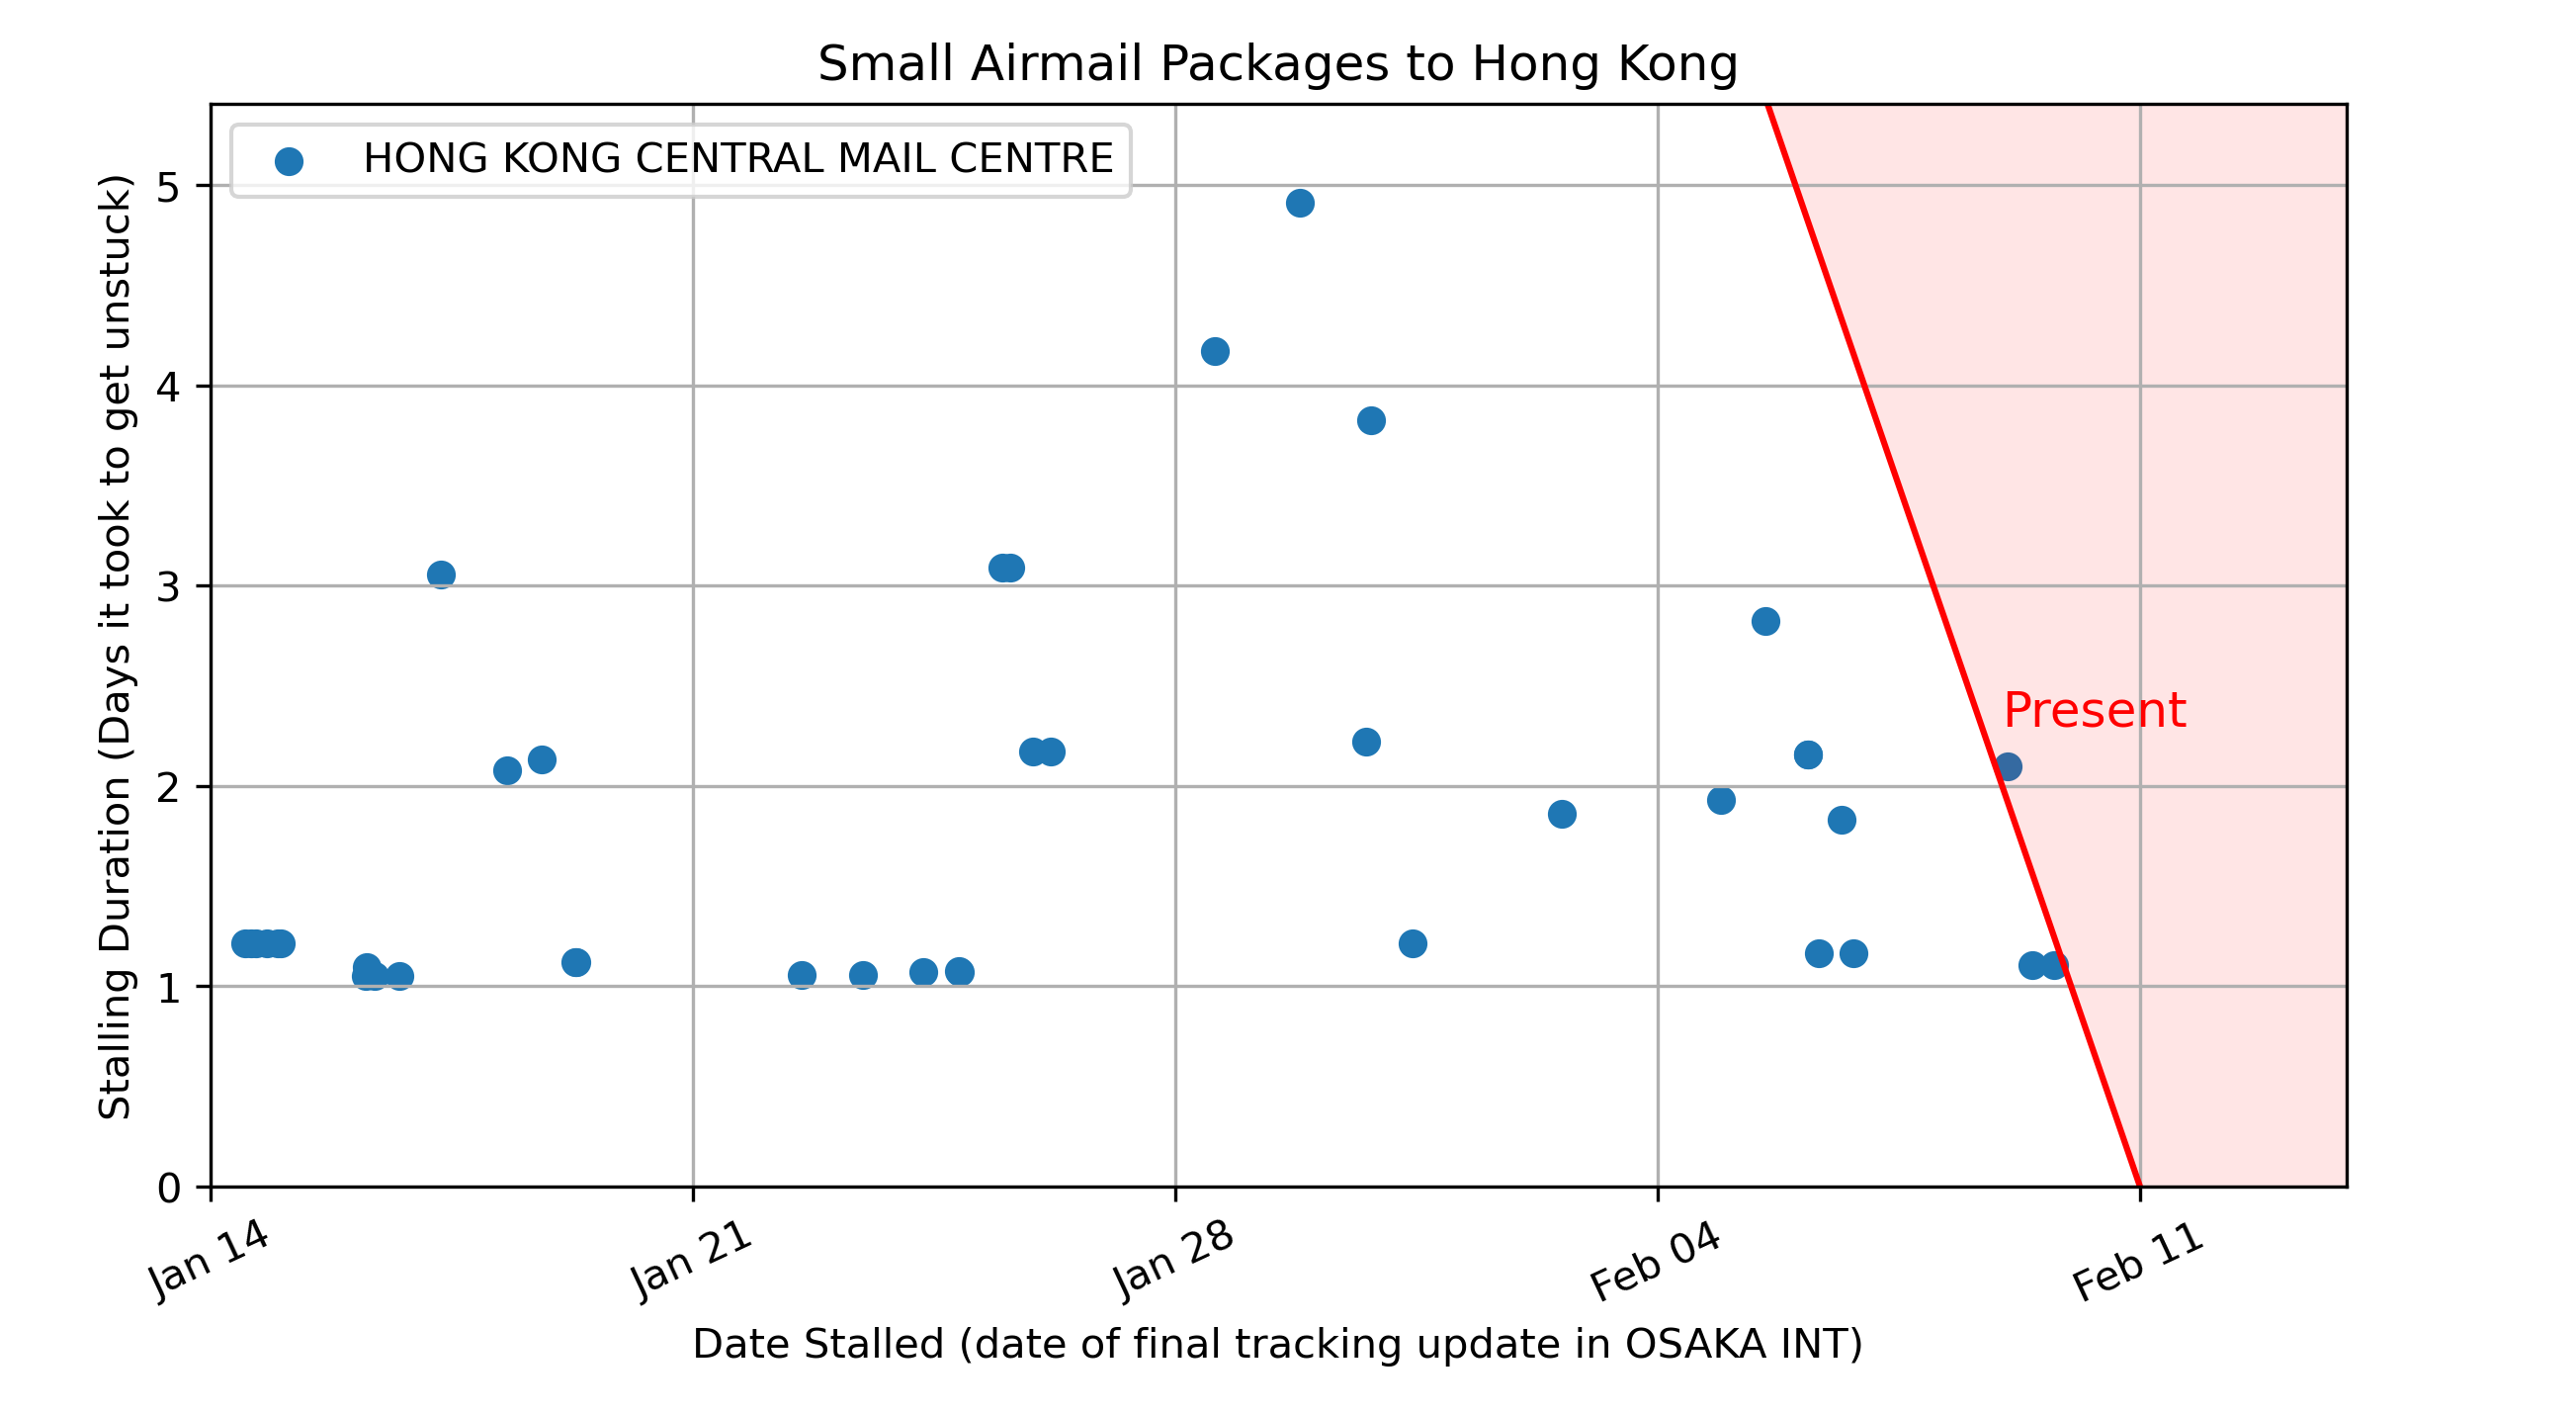 Small Airmail Packages to Hong Kong
HONG KONG CENTRAL MAIL CENTRE
Stalling Duration (Days it took to get unstuck)
5
4
3
2
1
0
Present
Jan 14
Jan 21
Jan 28
Feb 04
Feb 11
Date Stalled (date of final tracking update in OSAKA INT)